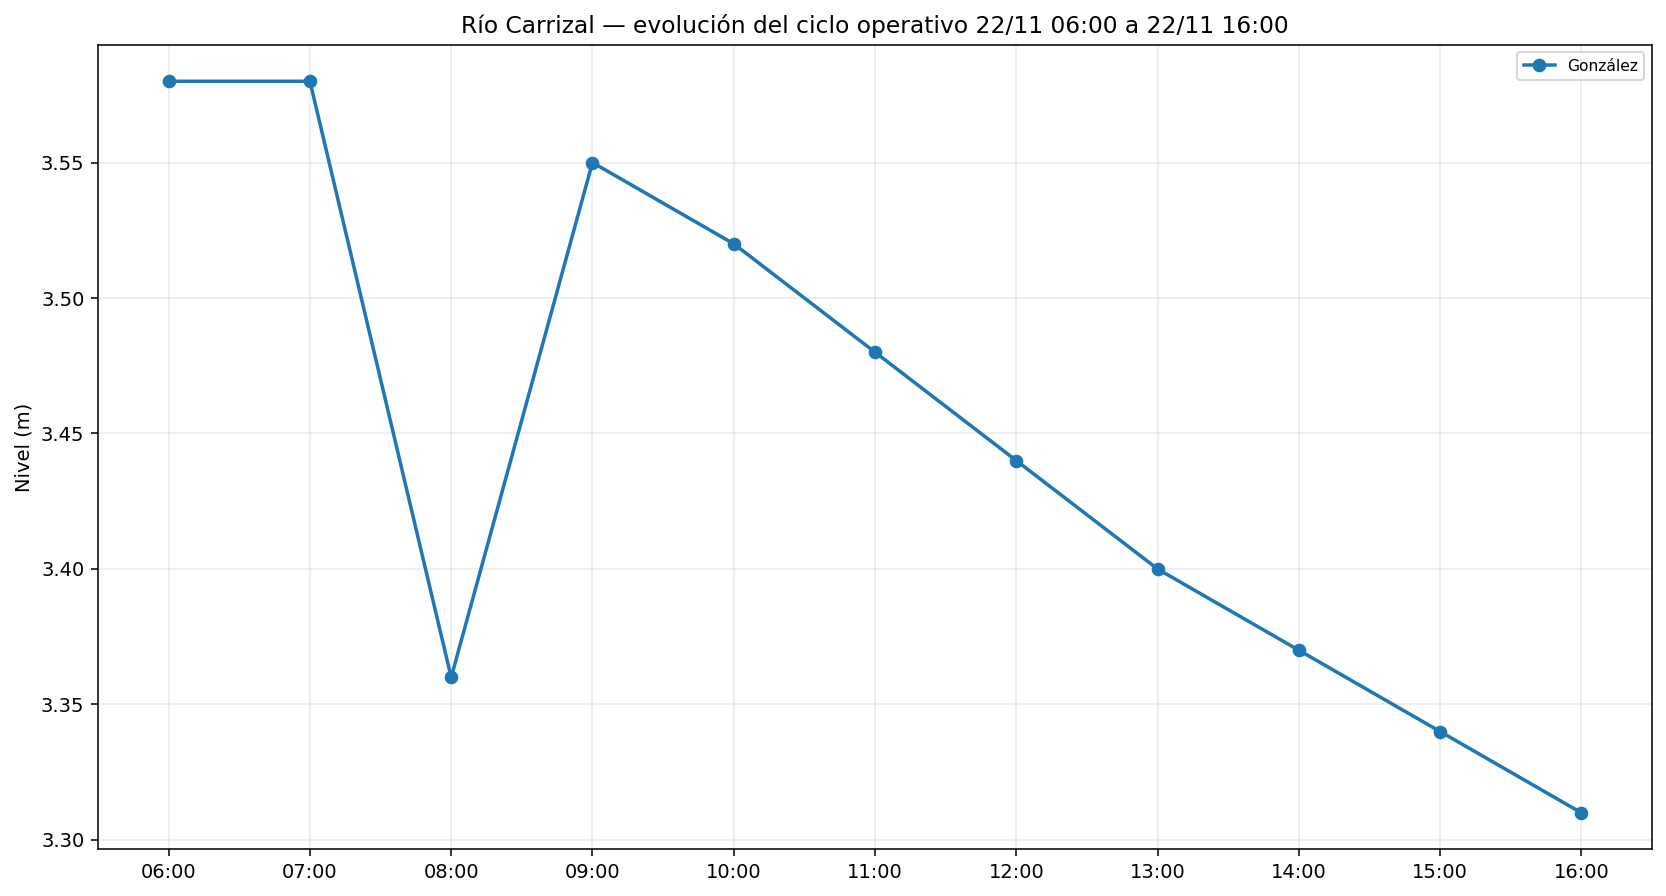 Río Carrizal — evolución del ciclo operativo 22/11 06:00 a 22/11 16:00
González
Nivel (m)
3.55
3.50
3.45
3.40
3.35
3.30
06:00 07:00 08:00 09:00 10:00 11:00 12:00 13:00 14:00 15:00 16:00